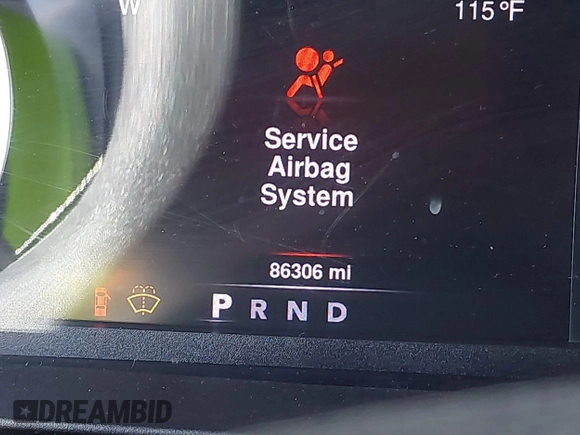 W
115°F
Service
Airbag
System
86306 mi
P R N D
DREAMBID